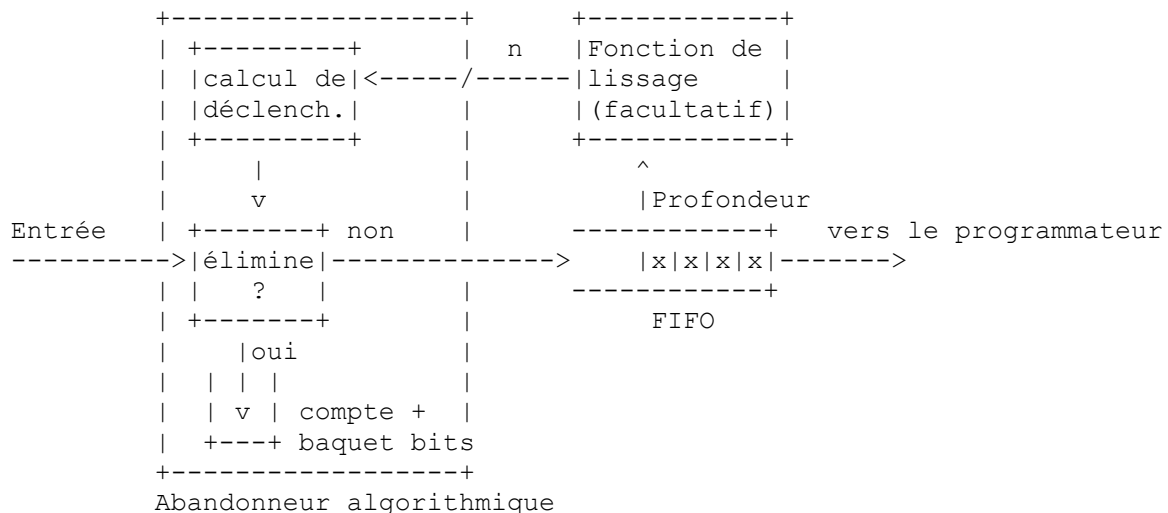 +------------------+ +------------+
| +---------+ | n |Fonction de |
| |calcul de|<-----/------|lissage |
| |déclench.| | |(facultatif)|
| +---------+ | +------------+
| | | ^
| v | |Profondeur
Entrée | +-------+ non | ------------+ vers le programmateur
---------->|élimine|--------------> |x|x|x|x|------->
| | ? | | ------------+
| +-------+ | FIFO
| |oui |
| | | | |
| | v | compte + |
| +---+ baquet bits
+------------------+
Abandonneur algorithmique